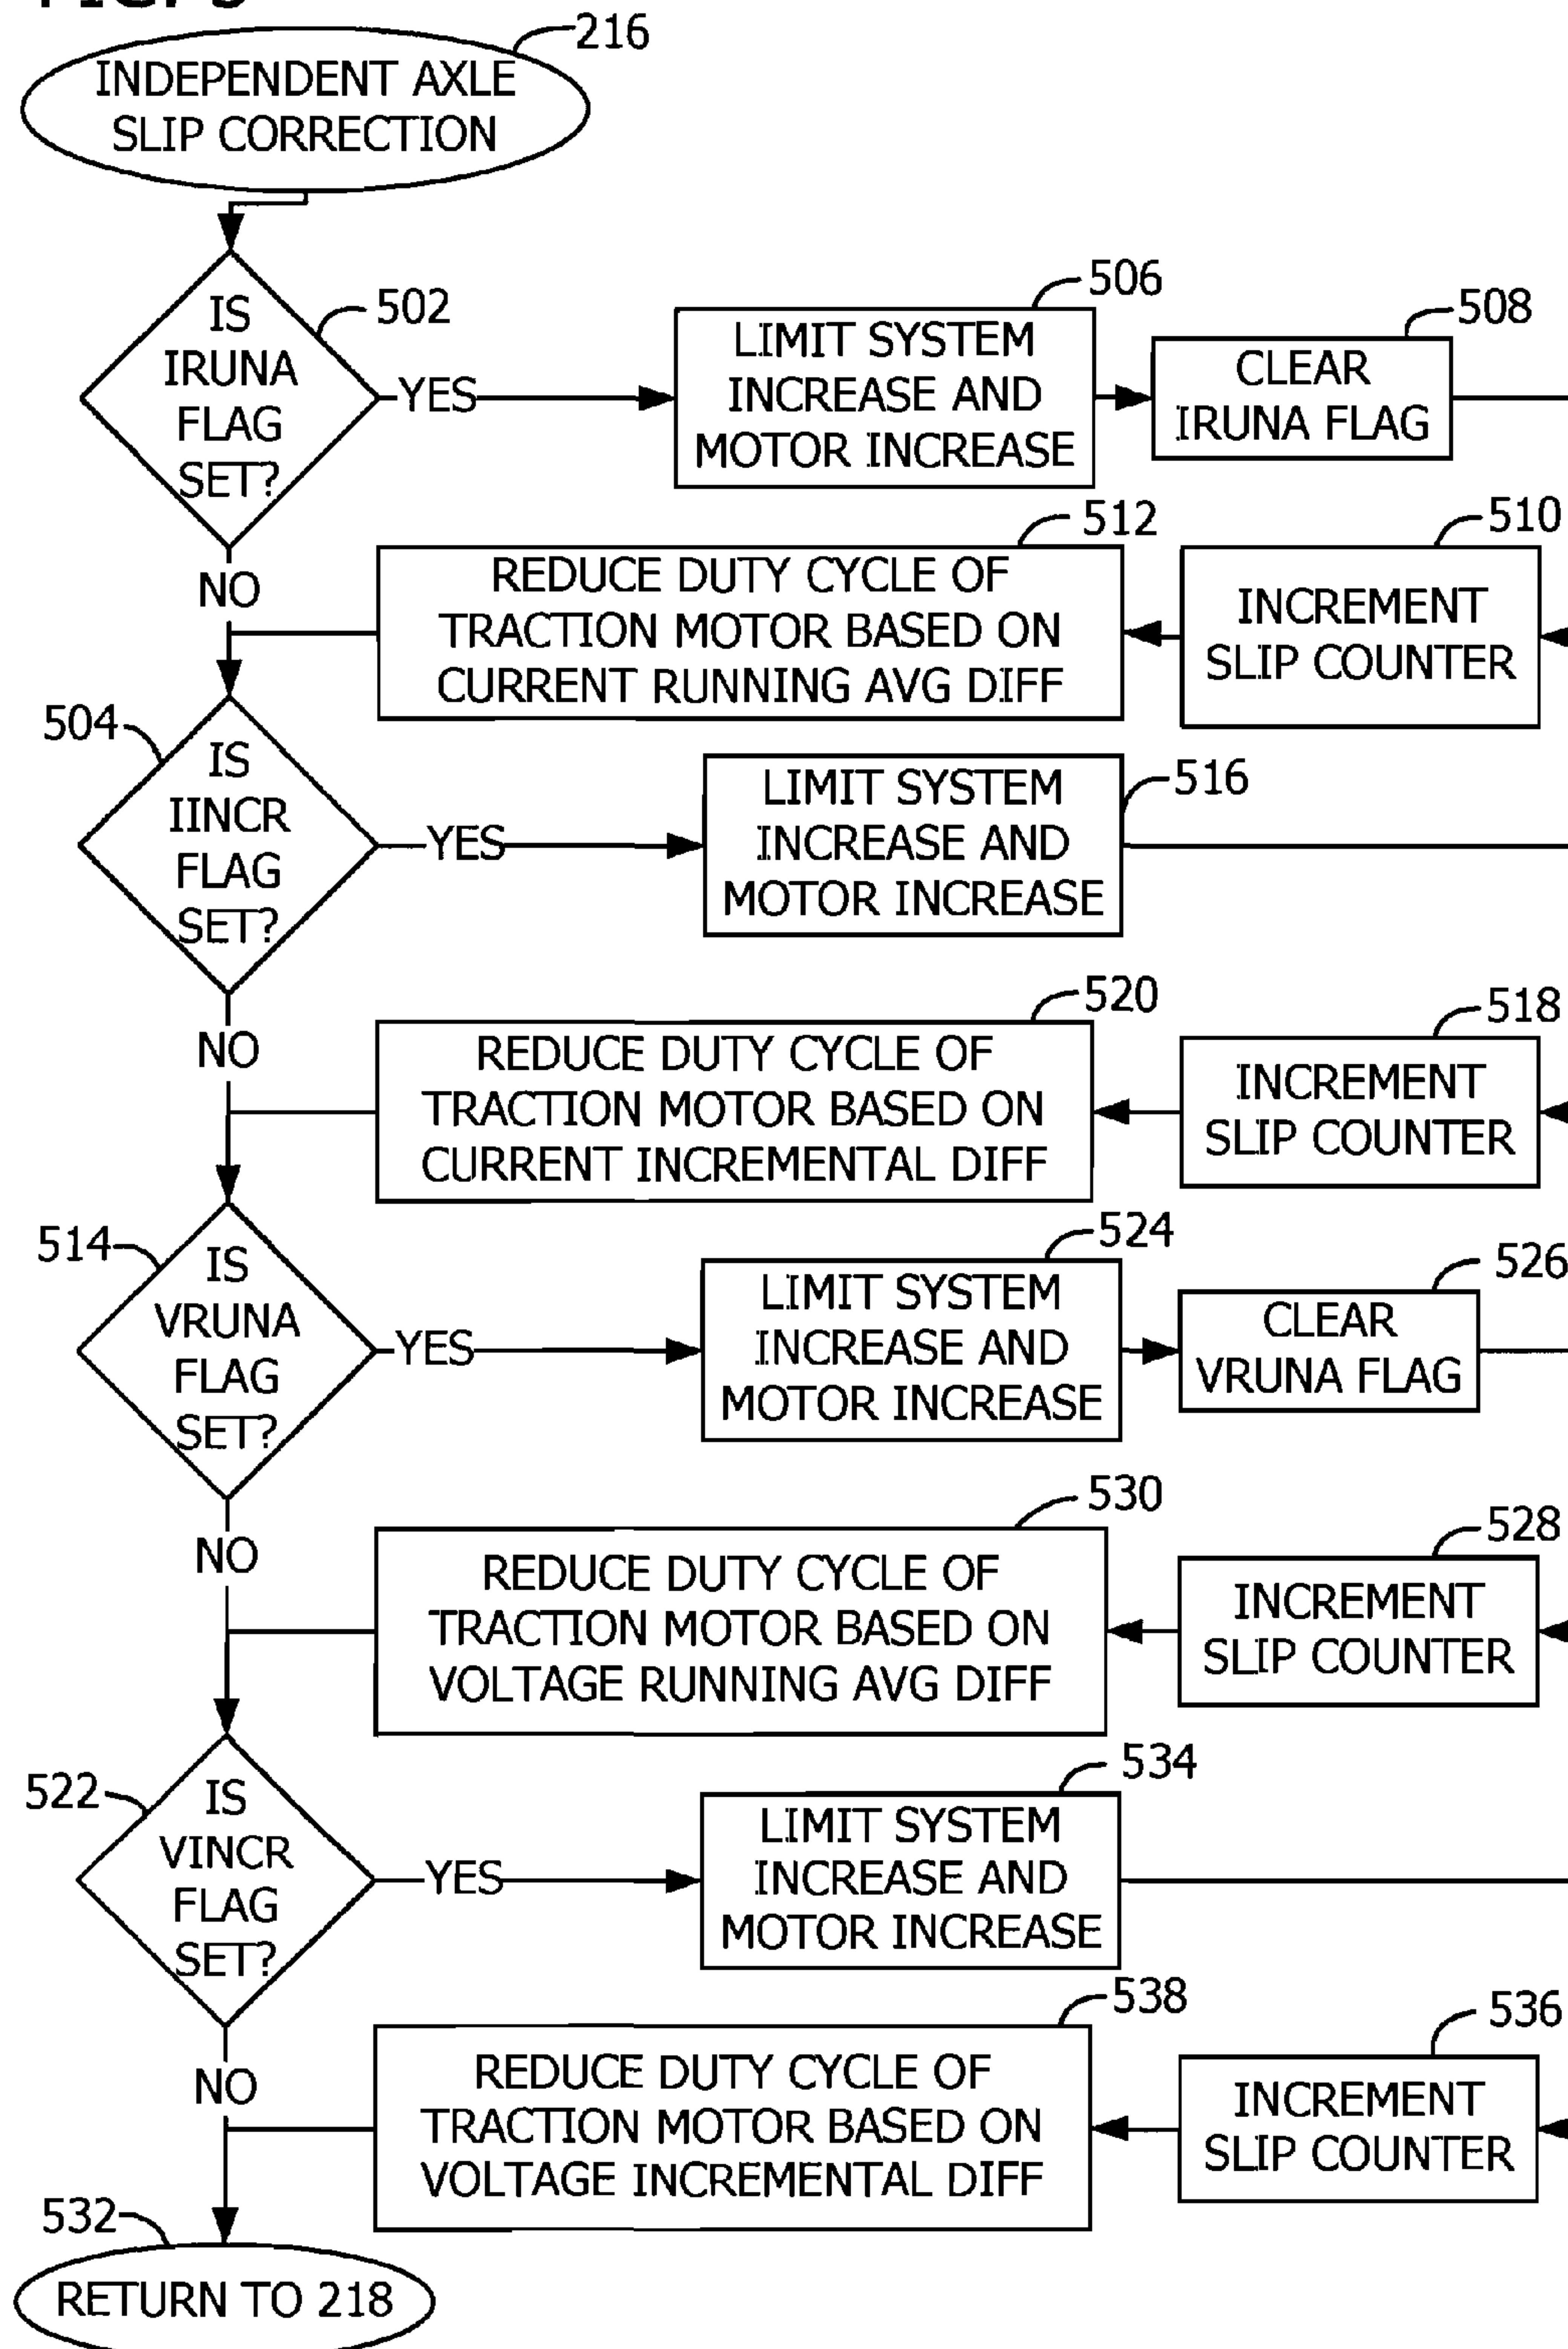 216
INDEPENDENT AXLE
SLIP CORRECTION
IS
IRUNA
FLAG
SET?
502
YES
506
LIMIT SYSTEM
INCREASE AND
MOTOR INCREASE
508
CLEAR
IRUNA FLAG
NO
512
REDUCE DUTY CYCLE OF
TRACTION MOTOR BASED ON
CURRENT RUNNING AVG DIFF
510
INCREMENT
SLIP COUNTER
504
IS
IINCR
FLAG
SET?
YES
516
LIMIT SYSTEM
INCREASE AND
MOTOR INCREASE
NO
520
REDUCE DUTY CYCLE OF
TRACTION MOTOR BASED ON
CURRENT INCREMENTAL DIFF
518
INCREMENT
SLIP COUNTER
514
IS
VRUNA
FLAG
SET?
YES
524
LIMIT SYSTEM
INCREASE AND
MOTOR INCREASE
526
CLEAR
VRUNA FLAG
NO
530
REDUCE DUTY CYCLE OF
TRACTION MOTOR BASED ON
VOLTAGE RUNNING AVG DIFF
528
INCREMENT
SLIP COUNTER
522
IS
VINCR
FLAG
SET?
YES
534
LIMIT SYSTEM
INCREASE AND
MOTOR INCREASE
NO
538
REDUCE DUTY CYCLE OF
TRACTION MOTOR BASED ON
VOLTAGE INCREMENTAL DIFF
536
INCREMENT
SLIP COUNTER
532
RETURN TO 218